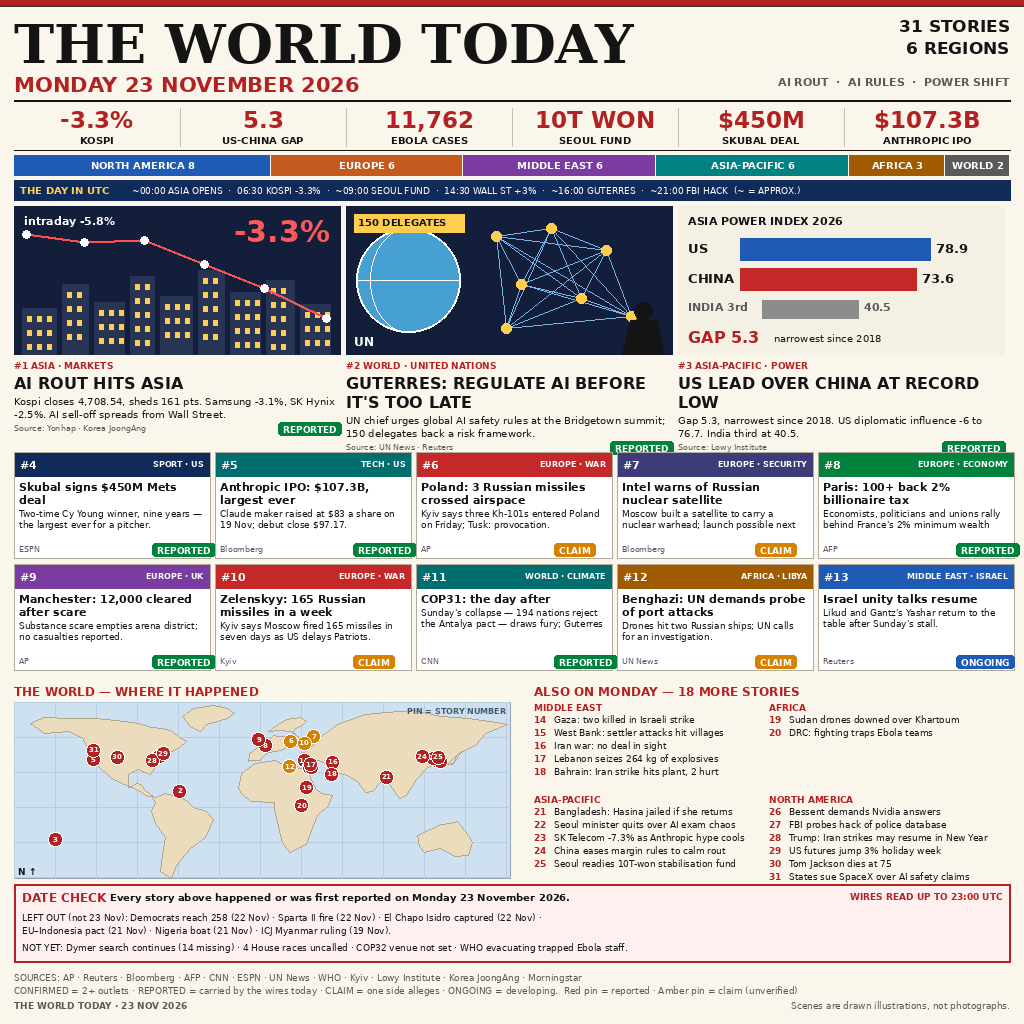 THE WORLD TODAY
31 STORIES
6 REGIONS
MONDAY 23 NOVEMBER 2026
AI ROUT · AI RULES · POWER SHIFT
-3.3%
KOSPI
5.3
US-CHINA GAP
11,762
EBOLA CASES
10T WON
SEOUL FUND
$450M
SKUBAL DEAL
$107.3B
ANTHROPIC IPO
NORTH AMERICA 8
EUROPE 6
MIDDLE EAST 6
ASIA-PACIFIC 6
AFRICA 3
WORLD 2
THE DAY IN UTC
~00:00 ASIA OPENS · 06:30 KOSPI -3.3% · ~09:00 SEOUL FUND · 14:30 WALL ST +3% · ~16:00 GUTERRES · ~21:00 FBI HACK (~ = APPROX.)
intraday -5.8%
-3.3%
150 DELEGATES
UN
ASIA POWER INDEX 2026
US
78.9
CHINA
73.6
INDIA 3rd
40.5
GAP 5.3
narrowest since 2018
#1 ASIA · MARKETS
AI ROUT HITS ASIA
Kospi closes 4,708.54, sheds 161 pts. Samsung -3.1%, SK Hynix
-2.5%. AI sell-off spreads from Wall Street.
Source: Yonhap · Korea JoongAng
REPORTED
#2 WORLD · UNITED NATIONS
GUTERRES: REGULATE AI BEFORE
IT'S TOO LATE
UN chief urges global AI safety rules at the Bridgetown summit;
150 delegates back a risk framework.
Source: UN News · Reuters
REPORTED
#3 ASIA-PACIFIC · POWER
US LEAD OVER CHINA AT RECORD
LOW
Gap 5.3, narrowest since 2018. US diplomatic influence -6 to
76.7. India third at 40.5.
Source: Lowy Institute
REPORTED
#4
SPORT · US
Skubal signs $450M Mets
deal
Two-time Cy Young winner, nine years —
the largest ever for a pitcher.
ESPN
REPORTED
#5
TECH · US
Anthropic IPO: $107.3B,
largest ever
Claude maker raised at $83 a share on
19 Nov; debut close $97.17.
Bloomberg
REPORTED
#6
EUROPE · WAR
Poland: 3 Russian missiles
crossed airspace
Kyiv says three Kh-101s entered Poland
on Friday; Tusk: provocation.
AP
CLAIM
#7
EUROPE · SECURITY
Intel warns of Russian
nuclear satellite
Moscow built a satellite to carry a
nuclear warhead; launch possible next
Bloomberg
CLAIM
#8
EUROPE · ECONOMY
Paris: 100+ back 2%
billionaire tax
Economists, politicians and unions rally
behind France's 2% minimum wealth
AFP
REPORTED
#9
EUROPE · UK
Manchester: 12,000 cleared
after scare
Substance scare empties arena district;
no casualties reported.
AP
REPORTED
#10
EUROPE · WAR
Zelenskyy: 165 Russian
missiles in a week
Kyiv says Moscow fired 165 missiles in
seven days as US delays Patriots.
Kyiv
CLAIM
#11
WORLD · CLIMATE
COP31: the day after
Sunday's collapse — 194 nations reject
the Antalya pact — draws fury; Guterres
CNN
REPORTED
#12
AFRICA · LIBYA
Benghazi: UN demands probe
of port attacks
Drones hit two Russian ships; UN calls
for an investigation.
UN News
CLAIM
#13
MIDDLE EAST · ISRAEL
Israel unity talks resume
Likud and Gantz's Yashar return to the
table after Sunday's stall.
Reuters
ONGOING
THE WORLD — WHERE IT HAPPENED
PIN = STORY NUMBER
31
5
30
29
28
2
3
9
8
6
10
7
12
17
16
18
19
20
21
24
25
N ↑
ALSO ON MONDAY — 18 MORE STORIES
MIDDLE EAST
14 Gaza: two killed in Israeli strike
15 West Bank: settler attacks hit villages
16 Iran war: no deal in sight
17 Lebanon seizes 264 kg of explosives
18 Bahrain: Iran strike hits plant, 2 hurt
AFRICA
19 Sudan drones downed over Khartoum
20 DRC: fighting traps Ebola teams
ASIA-PACIFIC
21 Bangladesh: Hasina jailed if she returns
22 Seoul minister quits over AI exam chaos
23 SK Telecom -7.3% as Anthropic hype cools
24 China eases margin rules to calm rout
25 Seoul readies 10T-won stabilisation fund
NORTH AMERICA
26 Bessent demands Nvidia answers
27 FBI probes hack of police database
28 Trump: Iran strikes may resume in New Year
29 US futures jump 3% holiday week
30 Tom Jackson dies at 75
31 States sue SpaceX over AI safety claims
DATE CHECK Every story above happened or was first reported on Monday 23 November 2026.
WIRES READ UP TO 23:00 UTC
LEFT OUT (not 23 Nov): Democrats reach 258 (22 Nov) · Sparta II fire (22 Nov) · El Chapo Isidro captured (22 Nov) ·
EU–Indonesia pact (21 Nov) · Nigeria boat (21 Nov) · ICJ Myanmar ruling (19 Nov).
NOT YET: Dymer search continues (14 missing) · 4 House races uncalled · COP32 venue not set · WHO evacuating trapped Ebola staff.
SOURCES: AP · Reuters · Bloomberg · AFP · CNN · ESPN · UN News · WHO · Kyiv · Lowy Institute · Korea JoongAng · Morningstar
CONFIRMED = 2+ outlets · REPORTED = carried by the wires today · CLAIM = one side alleges · ONGOING = developing. Red pin = reported · Amber pin = claim (unverified)
THE WORLD TODAY · 23 NOV 2026
Scenes are drawn illustrations, not photographs.